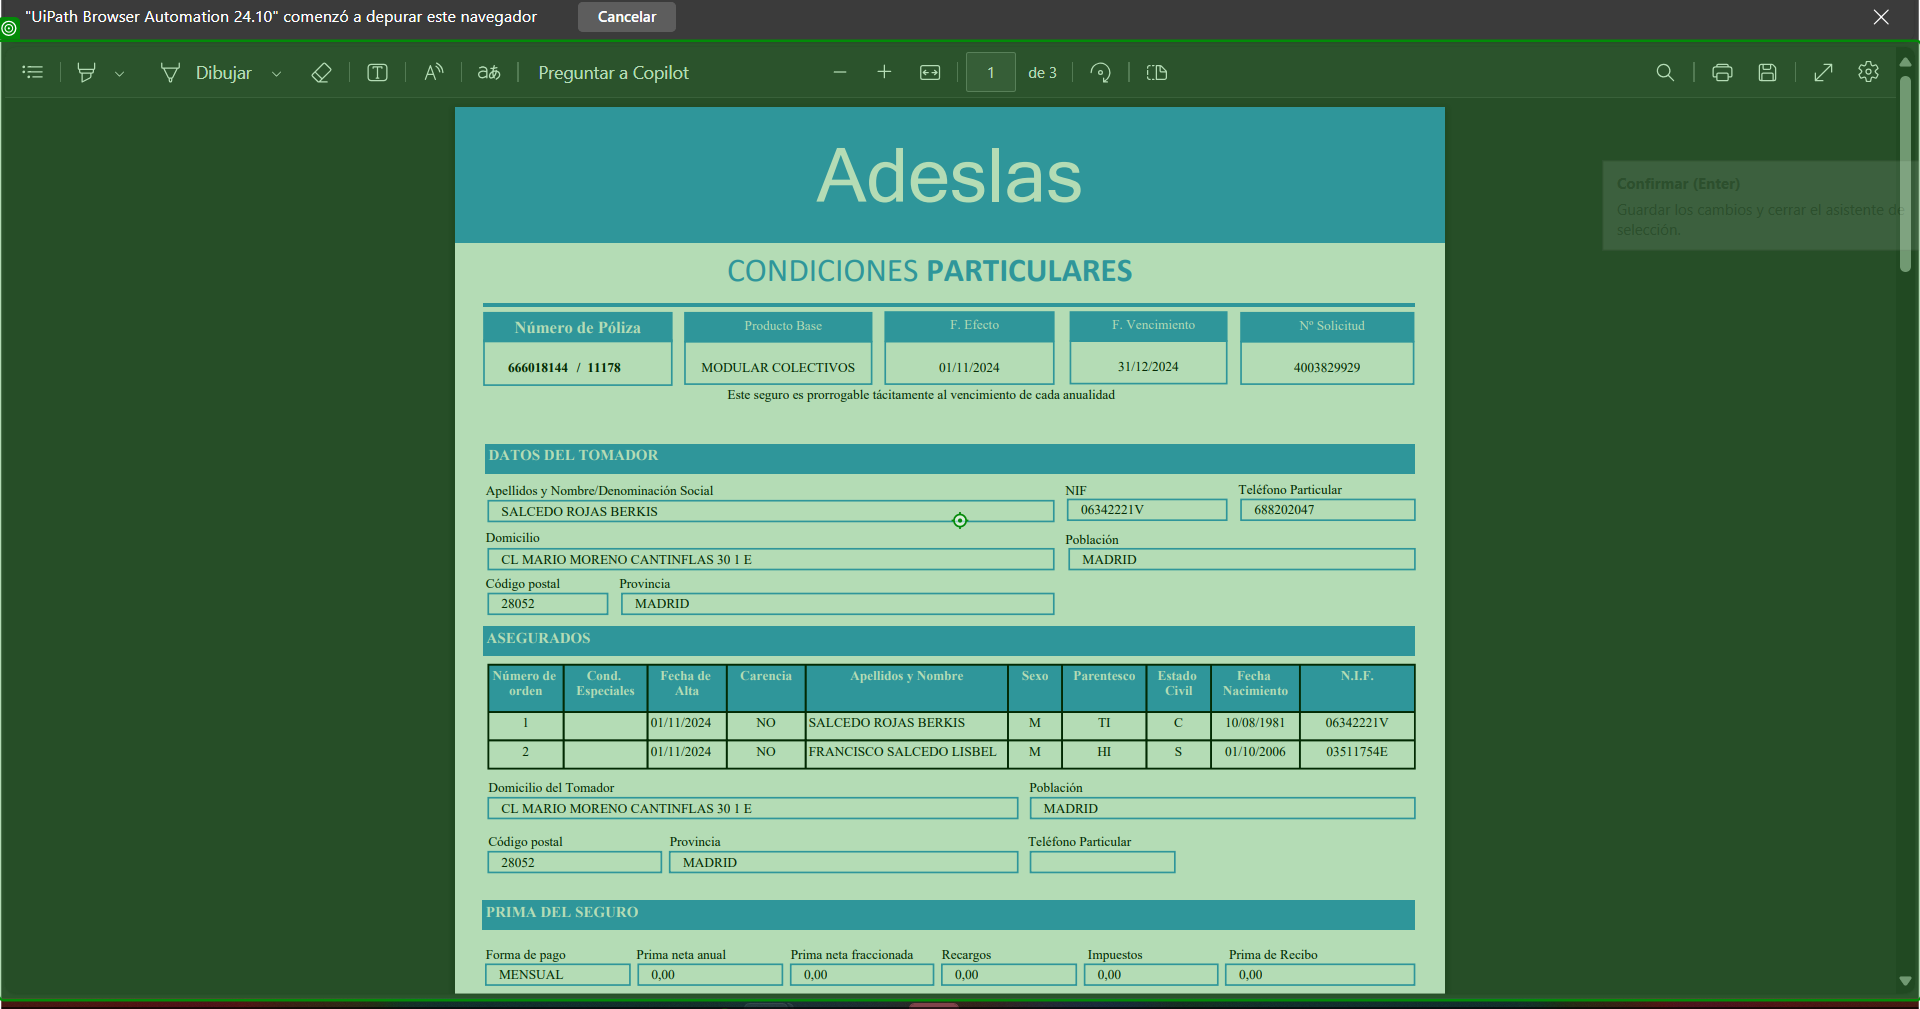 "UiPath Browser Automation 24.10" comenzó a depurar este navegador Cancelar
Dibujar Preguntar a Copilot 1 de 3
Confirmar (Enter)
Guardar los cambios y cerrar el asistente de
selección.
Adeslas
CONDICIONES PARTICULARES
Número de Póliza Producto Base F. Efecto F. Vencimiento Nº Solicitud
666018144 / 11178 MODULAR COLECTIVOS 01/11/2024 31/12/2024 4003829929
Este seguro es prorrogable tácitamente al vencimiento de cada anualidad
DATOS DEL TOMADOR
Apellidos y Nombre/Denominación Social NIF Teléfono Particular
SALCEDO ROJAS BERKIS 06342221V 688202047
Domicilio Población
CL MARIO MORENO CANTINFLAS 30 1 E MADRID
Código postal Provincia
28052 MADRID
ASEGURADOS
Número de orden Cond. Especiales Fecha de Alta Carencia Apellidos y Nombre Sexo Parentesco Estado Civil Fecha Nacimiento N.I.F.
1 01/11/2024 NO SALCEDO ROJAS BERKIS M TI C 10/08/1981 06342221V
2 01/11/2024 NO FRANCISCO SALCEDO LISBEL M HI S 01/10/2006 03511754E
Domicilio del Tomador Población
CL MARIO MORENO CANTINFLAS 30 1 E MADRID
Código postal Provincia Teléfono Particular
28052 MADRID
PRIMA DEL SEGURO
Forma de pago Prima neta anual Prima neta fraccionada Recargos Impuestos Prima de Recibo
MENSUAL 0,00 0,00 0,00 0,00 0,00